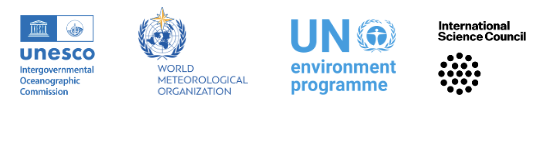 unesco
Intergovernmental
Oceanographic
Commission
WORLD
METEOROLOGICAL
ORGANIZATION
UN
environment
programme
International
Science Council